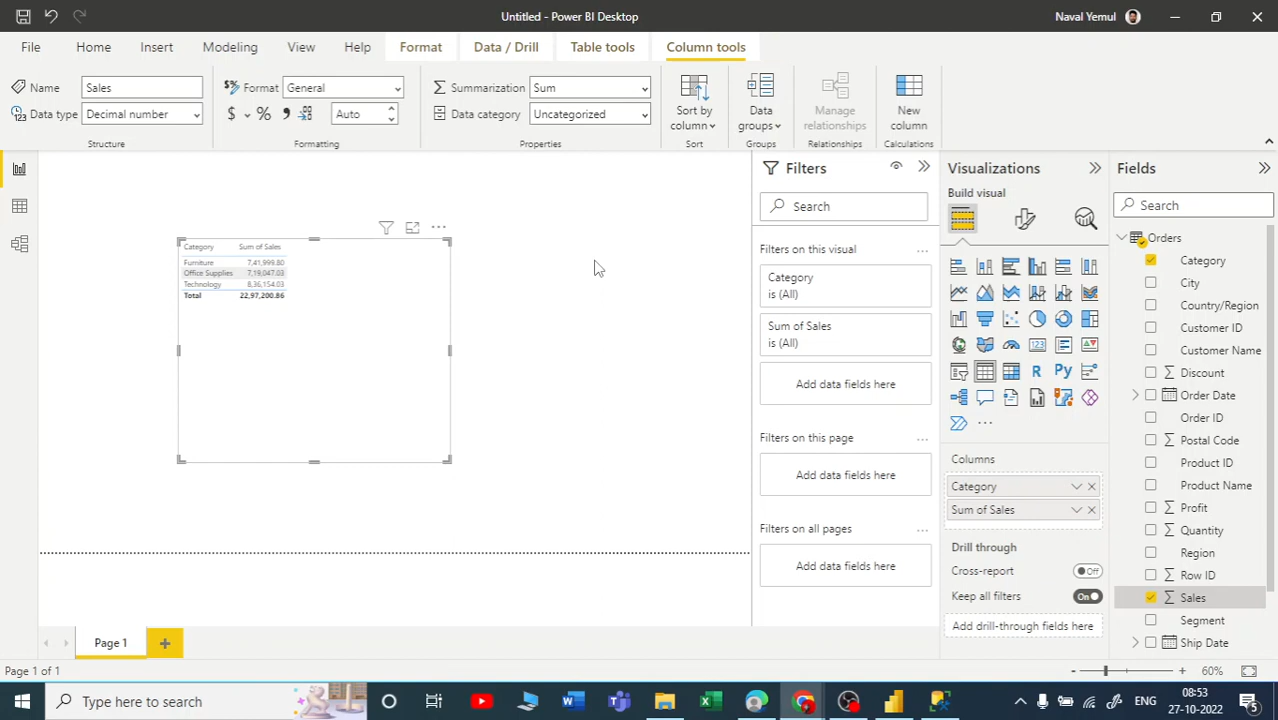 Untitled - Power BI Desktop
Naval Yemul
File Home Insert Modeling View Help Format Data / Drill Table tools Column tools
Name Sales
Format General
Summarization Sum
Data type Decimal number
$ % Auto
Data category Uncategorized
Sort by column
Data groups
Manage relationships
New column
Structure
Formatting
Properties
Sort
Groups
Relationships
Calculations
Category Sum of Sales
Furniture 7,41,999.80
Office Supplies 7,19,047.03
Technology 8,36,154.03
Total 22,97,200.86
Filters
Search
Filters on this visual
Category
is (All)
Sum of Sales
is (All)
Add data fields here
Filters on this page
Add data fields here
Filters on all pages
Add data fields here
Visualizations
Build visual
R Py
123
Columns
Category
Sum of Sales
Drill through
Cross-report Off
Keep all filters On
Add drill-through fields here
Fields
Search
Orders
Category
City
Country/Region
Customer ID
Customer Name
Discount
Order Date
Order ID
Postal Code
Product ID
Product Name
Profit
Quantity
Region
Row ID
Sales
Segment
Ship Date
Page 1
Page 1 of 1
60%
Type here to search
ENG
08:53
27-10-2022
5